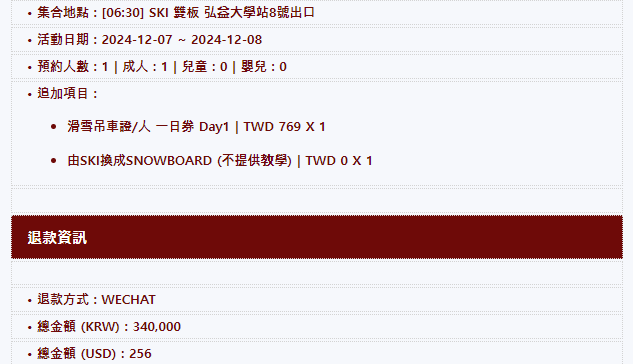 • 集合地點：[06:30] SKI 雙板 弘益大學站8號出口
• 活動日期：2024-12-07 ~ 2024-12-08
• 預約人數：1 | 成人：1 | 兒童：0 | 嬰兒：0
• 追加項目：
• 滑雪吊車證/人 一日券 Day1 | TWD 769 X 1
• 由SKI換成SNOWBOARD (不提供教學) | TWD 0 X 1
退款資訊
• 退款方式：WECHAT
• 總金額 (KRW)：340,000
• 總金額 (USD)：256